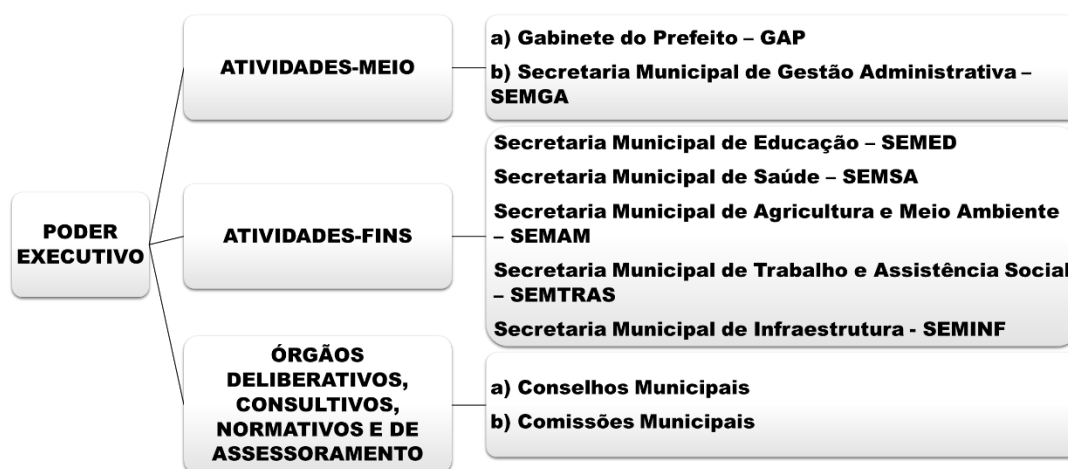 PODER
EXECUTIVO
ATIVIDADES-MEIO
a) Gabinete do Prefeito – GAP
b) Secretaria Municipal de Gestão Administrativa –
SEMGA
ATIVIDADES-FINS
Secretaria Municipal de Educação – SEMED
Secretaria Municipal de Saúde – SEMSA
Secretaria Municipal de Agricultura e Meio Ambiente
– SEMAM
Secretaria Municipal de Trabalho e Assistência Social
– SEMTRAS
Secretaria Municipal de Infraestrutura - SEMINF
ÓRGÃOS
DELIBERATIVOS,
CONSULTIVOS,
NORMATIVOS E DE
ASSESSORAMENTO
a) Conselhos Municipais
b) Comissões Municipais